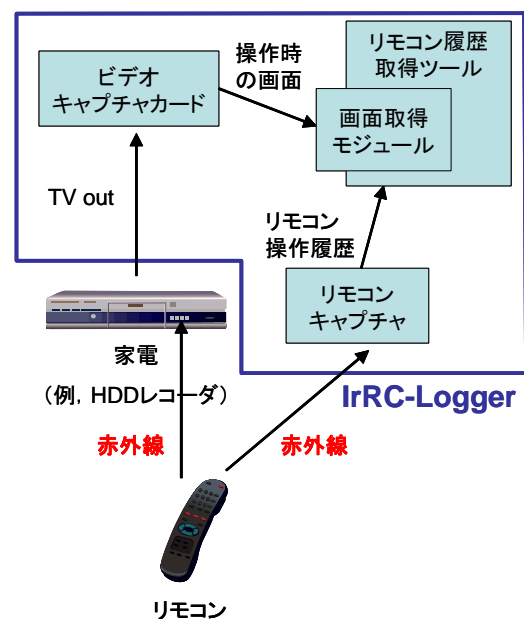 ビデオ
キャプチャカード
操作時
の画面
リモコン履歴
取得ツール
画面取得
モジュール
TV out
リモコン
操作履歴
リモコン
キャプチャ
家電
（例，HDDレコーダ）
IrRC-Logger
赤外線
赤外線
リモコン